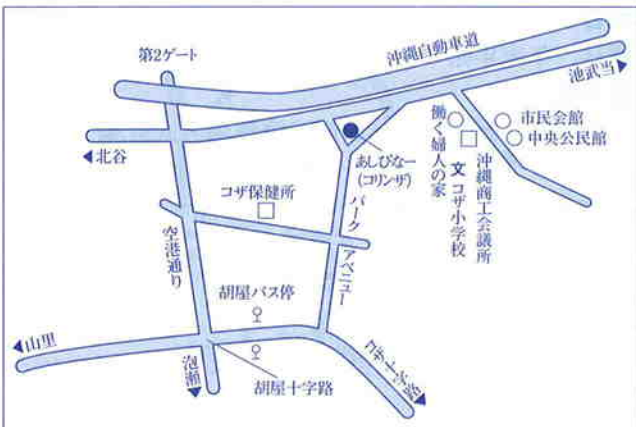 第2ゲート
沖縄自動車道
池武当
市民会館
中央公民館
働く婦人の家
沖縄商工会議所
文 コザ小学校
北谷
あしびなー
(コリンザ)
コザ保健所
パークアベニュー
空港通り
胡屋バス停
山里
泡瀬
胡屋十字路
コザ十字路